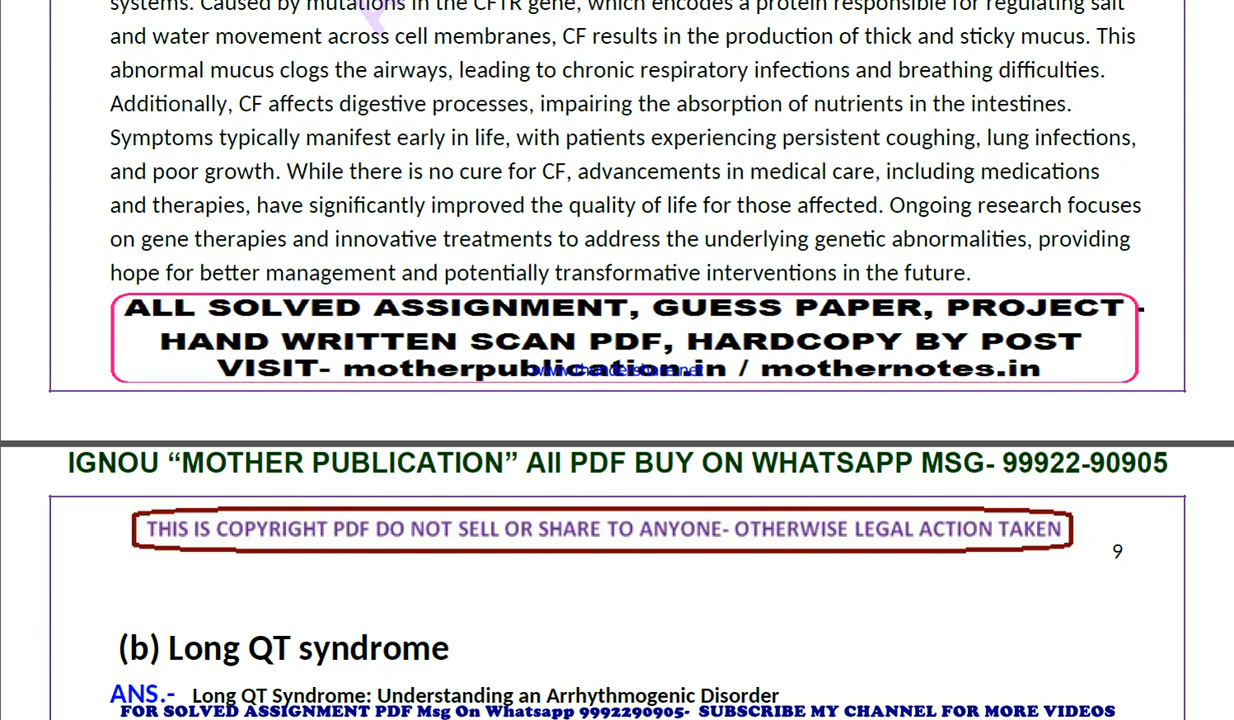 systems. Caused by mutations in the CFTR gene, which encodes a protein responsible for regulating salt
and water movement across cell membranes, CF results in the production of thick and sticky mucus. This
abnormal mucus clogs the airways, leading to chronic respiratory infections and breathing difficulties.
Additionally, CF affects digestive processes, impairing the absorption of nutrients in the intestines.
Symptoms typically manifest early in life, with patients experiencing persistent coughing, lung infections,
and poor growth. While there is no cure for CF, advancements in medical care, including medications
and therapies, have significantly improved the quality of life for those affected. Ongoing research focuses
on gene therapies and innovative treatments to address the underlying genetic abnormalities, providing
hope for better management and potentially transformative interventions in the future.
ALL SOLVED ASSIGNMENT, GUESS PAPER, PROJECT -
HAND WRITTEN SCAN PDF, HARDCOPY BY POST
VISIT- motherpublication.in / mothernotes.in
IGNOU “MOTHER PUBLICATION” All PDF BUY ON WHATSAPP MSG- 99922-90905
THIS IS COPYRIGHT PDF DO NOT SELL OR SHARE TO ANYONE- OTHERWISE LEGAL ACTION TAKEN
9
(b) Long QT syndrome
ANS.- Long QT Syndrome: Understanding an Arrhythmogenic Disorder
FOR SOLVED ASSIGNMENT PDF Msg On Whatsapp 9992290905- SUBSCRIBE MY CHANNEL FOR MORE VIDEOS